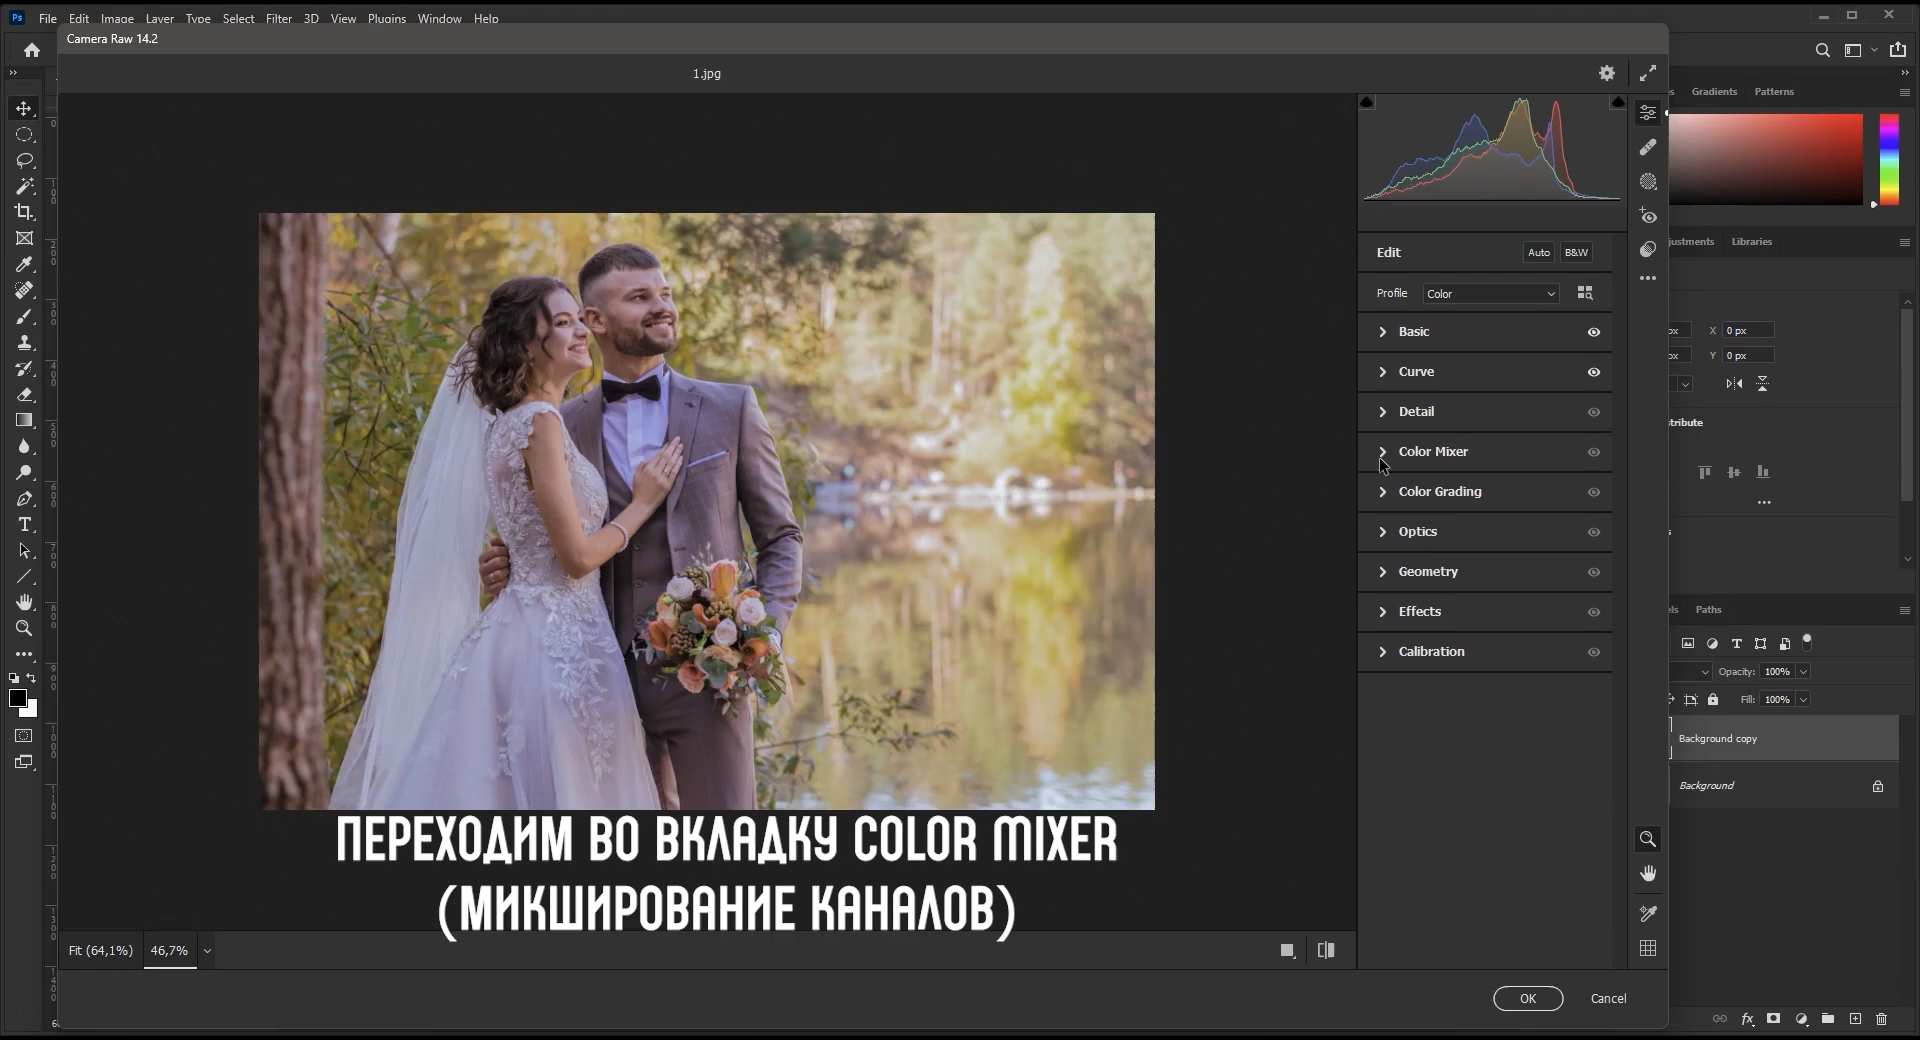 File Edit Image Layer Type Select Filter 3D View Plugins Window Help
Camera Raw 14.2
1.jpg
Gradients Patterns
Edit Auto B&W
Profile Color
Basic
Curve
Detail
Color Mixer
Color Grading
Optics
Geometry
Effects
Calibration
Libraries
X 0 px
Y 0 px
Paths
Opacity: 100%
Fill: 100%
Background copy
Background
ПЕРЕХОДИМ ВО ВКЛАДКУ COLOR MIXER
(МИКШИРОВАНИЕ КАНАЛОВ)
Fit (64,1%) 46,7%
OK Cancel